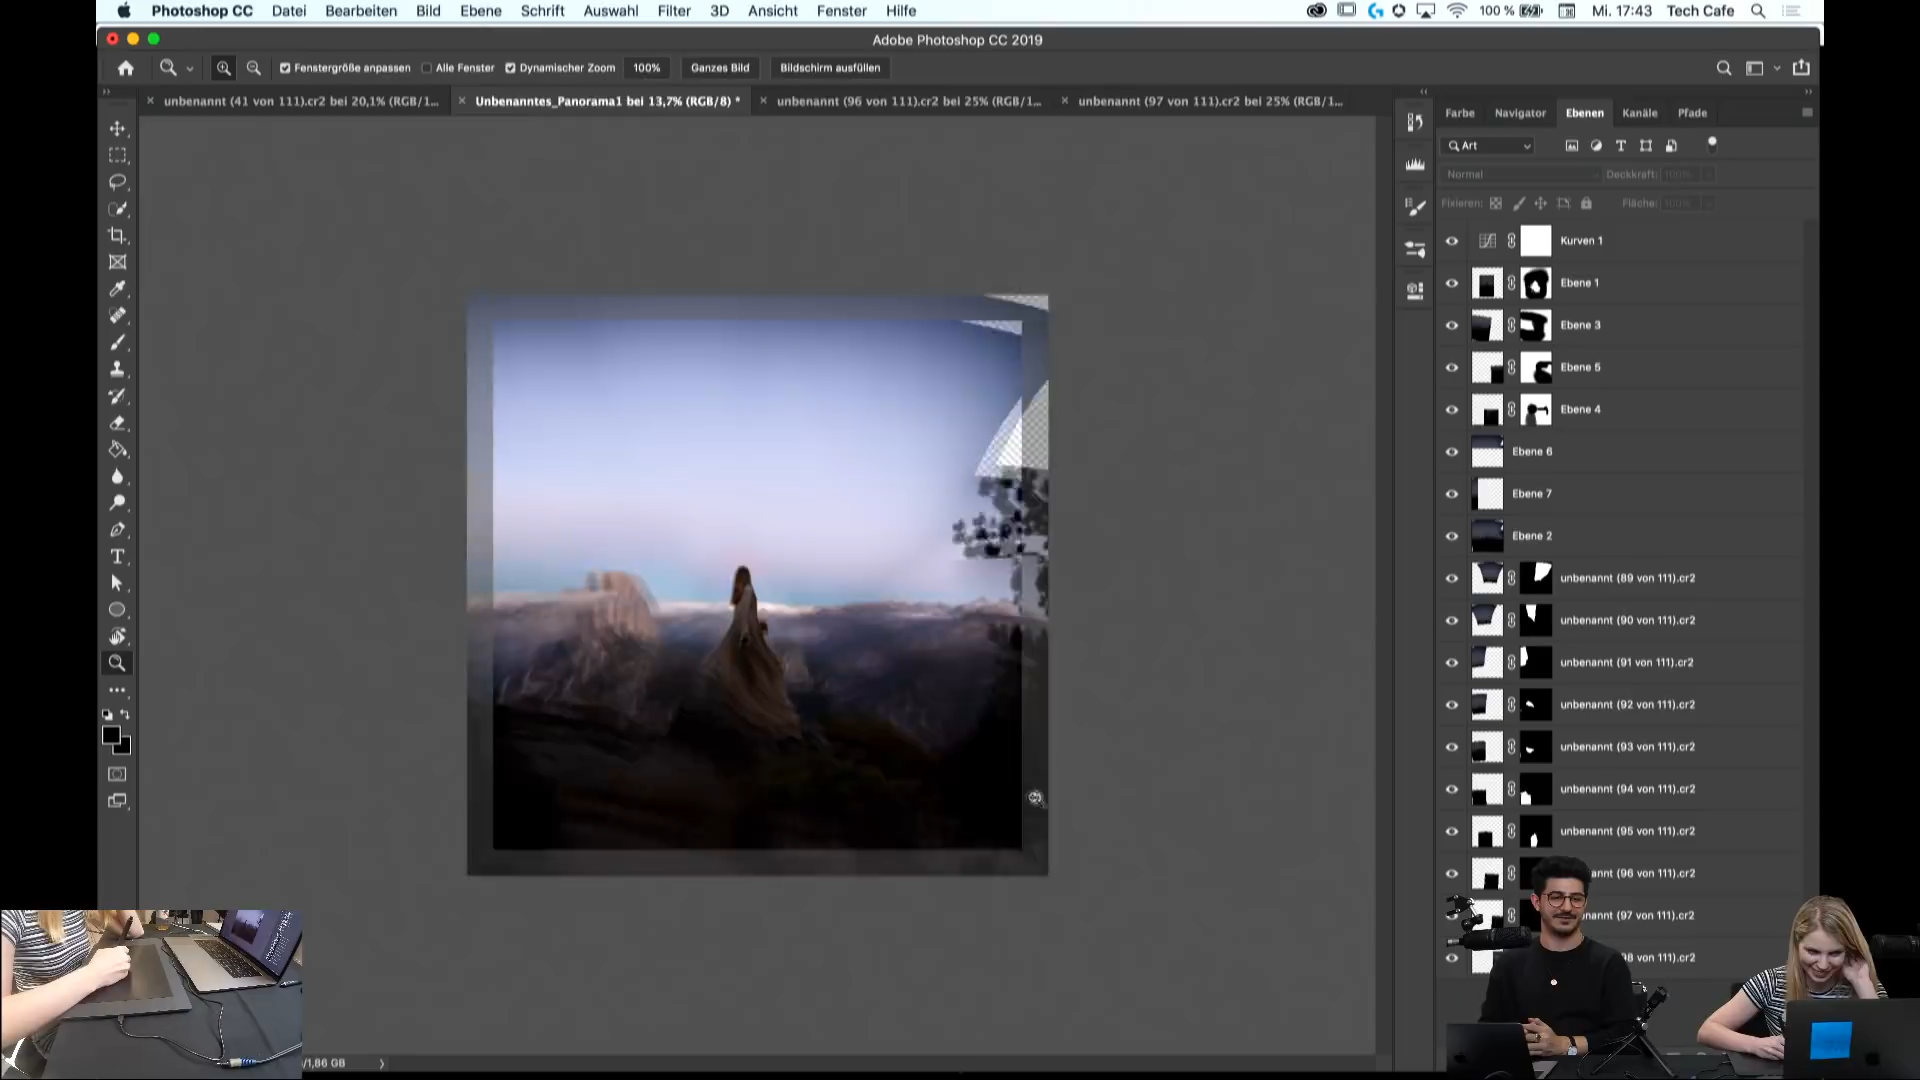 Photoshop CC Datei Bearbeiten Bild Ebene Schrift Auswahl Filter 3D Ansicht Fenster Hilfe 100 % Mi. 17:43 Tech Cafe
Adobe Photoshop CC 2019
Fenstergröße anpassen Alle Fenster Dynamischer Zoom 100% Ganzes Bild Bildschirm ausfüllen
unbenannt (41 von 111).cr2 bei 20,1% (RGB/1... Unbenanntes_Panorama1 bei 13,7% (RGB/8) * unbenannt (96 von 111).cr2 bei 25% (RGB/1... unbenannt (97 von 111).cr2 bei 25% (RGB/1...
Farbe Navigator Ebenen Kanäle Pfade
Art
Normal Deckkraft: 100%
Fixieren: Fläche: 100%
Kurven 1
Ebene 1
Ebene 3
Ebene 5
Ebene 4
Ebene 6
Ebene 7
Ebene 2
unbenannt (89 von 111).cr2
unbenannt (90 von 111).cr2
unbenannt (91 von 111).cr2
unbenannt (92 von 111).cr2
unbenannt (93 von 111).cr2
unbenannt (94 von 111).cr2
unbenannt (95 von 111).cr2
annt (96 von 111).cr2
nannt (97 von 111).cr2
98 von 111).cr2
/1,86 GB